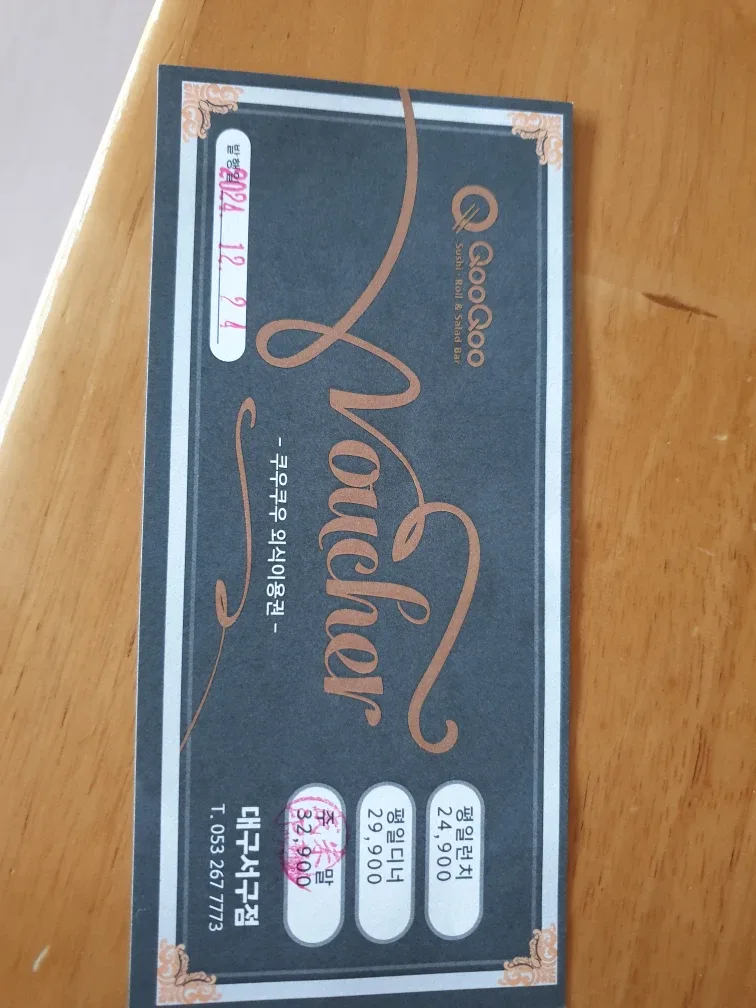 QooQoo
Sushi · Roll & Salad Bar
Voucher
- 쿠우쿠우 외식이용권 -
발행일
2024. 12. 24
평일런치
24,900
평일디너
29,900
주 말
32,900
대구서구점
T. 053 267 7773